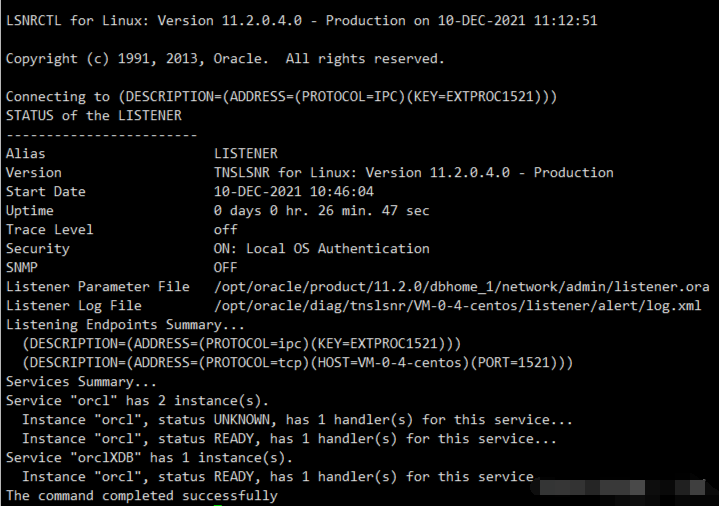 LSNRCTL for Linux: Version 11.2.0.4.0 - Production on 10-DEC-2021 11:12:51
Copyright (c) 1991, 2013, Oracle.  All rights reserved.
Connecting to (DESCRIPTION=(ADDRESS=(PROTOCOL=IPC)(KEY=EXTPROC1521)))
STATUS of the LISTENER
------------------------
Alias                     LISTENER
Version                   TNSLSNR for Linux: Version 11.2.0.4.0 - Production
Start Date                10-DEC-2021 10:46:04
Uptime                    0 days 0 hr. 26 min. 47 sec
Trace Level               off
Security                  ON: Local OS Authentication
SNMP                      OFF
Listener Parameter File   /opt/oracle/product/11.2.0/dbhome_1/network/admin/listener.ora
Listener Log File         /opt/oracle/diag/tnslsnr/VM-0-4-centos/listener/alert/log.xml
Listening Endpoints Summary...
  (DESCRIPTION=(ADDRESS=(PROTOCOL=ipc)(KEY=EXTPROC1521)))
  (DESCRIPTION=(ADDRESS=(PROTOCOL=tcp)(HOST=VM-0-4-centos)(PORT=1521)))
Services Summary...
Service "orcl" has 2 instance(s).
  Instance "orcl", status UNKNOWN, has 1 handler(s) for this service...
  Instance "orcl", status READY, has 1 handler(s) for this service...
Service "orclXDB" has 1 instance(s).
  Instance "orcl", status READY, has 1 handler(s) for this service
The command completed successfully